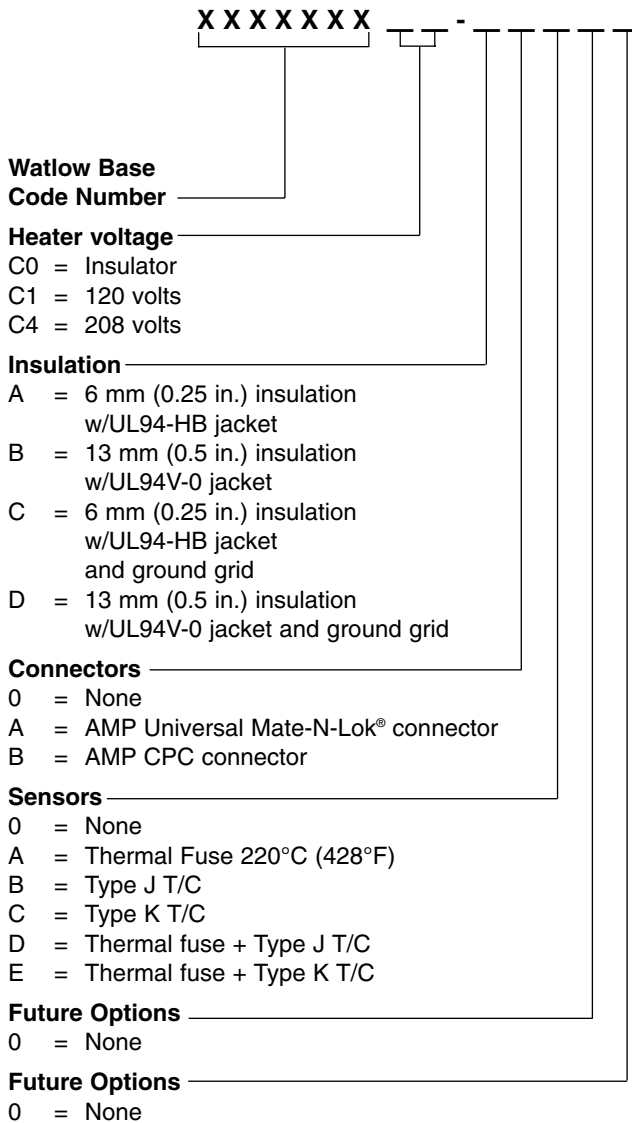 X X X X X X X _ _ - _ _ _ _ _
Watlow Base
Code Number
Heater voltage
C0 = Insulator
C1 = 120 volts
C4 = 208 volts
Insulation
A = 6 mm (0.25 in.) insulation
w/UL94-HB jacket
B = 13 mm (0.5 in.) insulation
w/UL94V-0 jacket
C = 6 mm (0.25 in.) insulation
w/UL94-HB jacket
and ground grid
D = 13 mm (0.5 in.) insulation
w/UL94V-0 jacket and ground grid
Connectors
0 = None
A = AMP Universal Mate-N-Lok® connector
B = AMP CPC connector
Sensors
0 = None
A = Thermal Fuse 220°C (428°F)
B = Type J T/C
C = Type K T/C
D = Thermal fuse + Type J T/C
E = Thermal fuse + Type K T/C
Future Options
0 = None
Future Options
0 = None